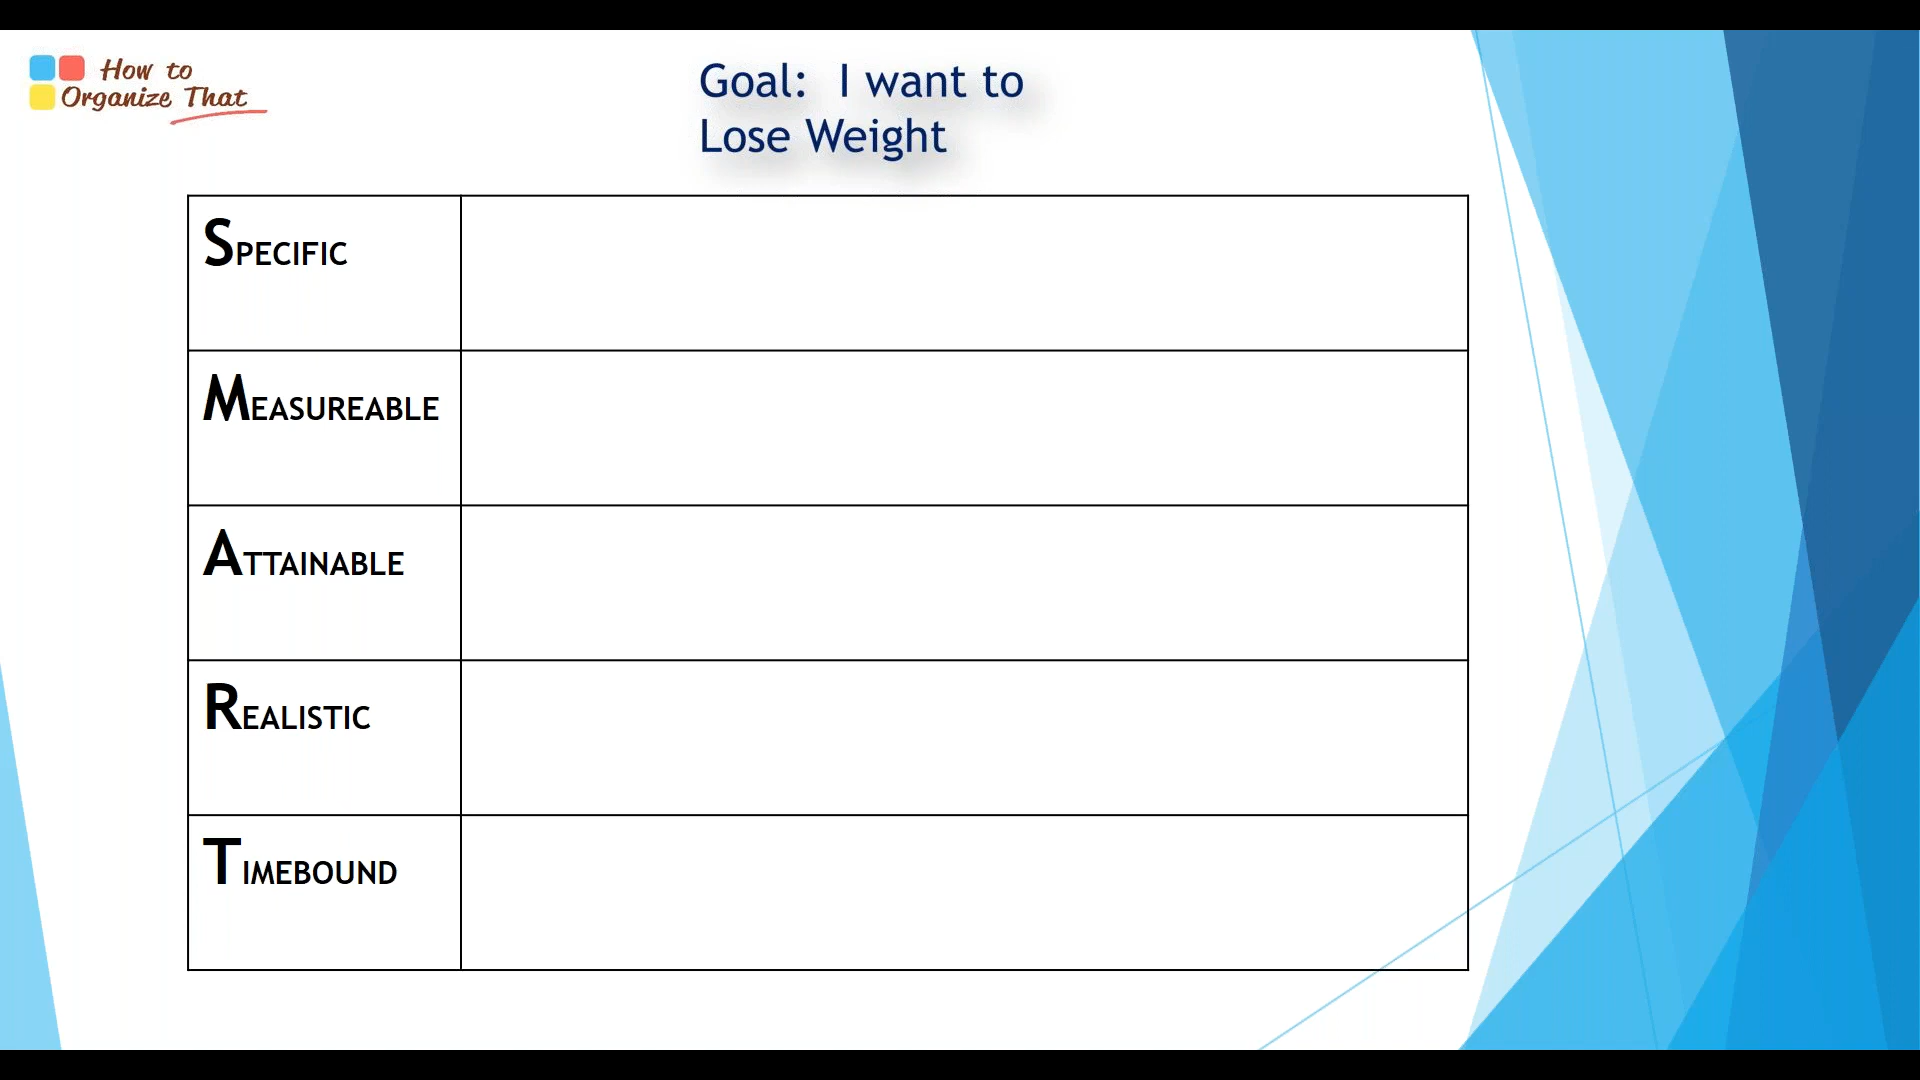 How to
Organize That
Goal:  I want to
Lose Weight
SPECIFIC
MEASUREABLE
ATTAINABLE
REALISTIC
TIMEBOUND